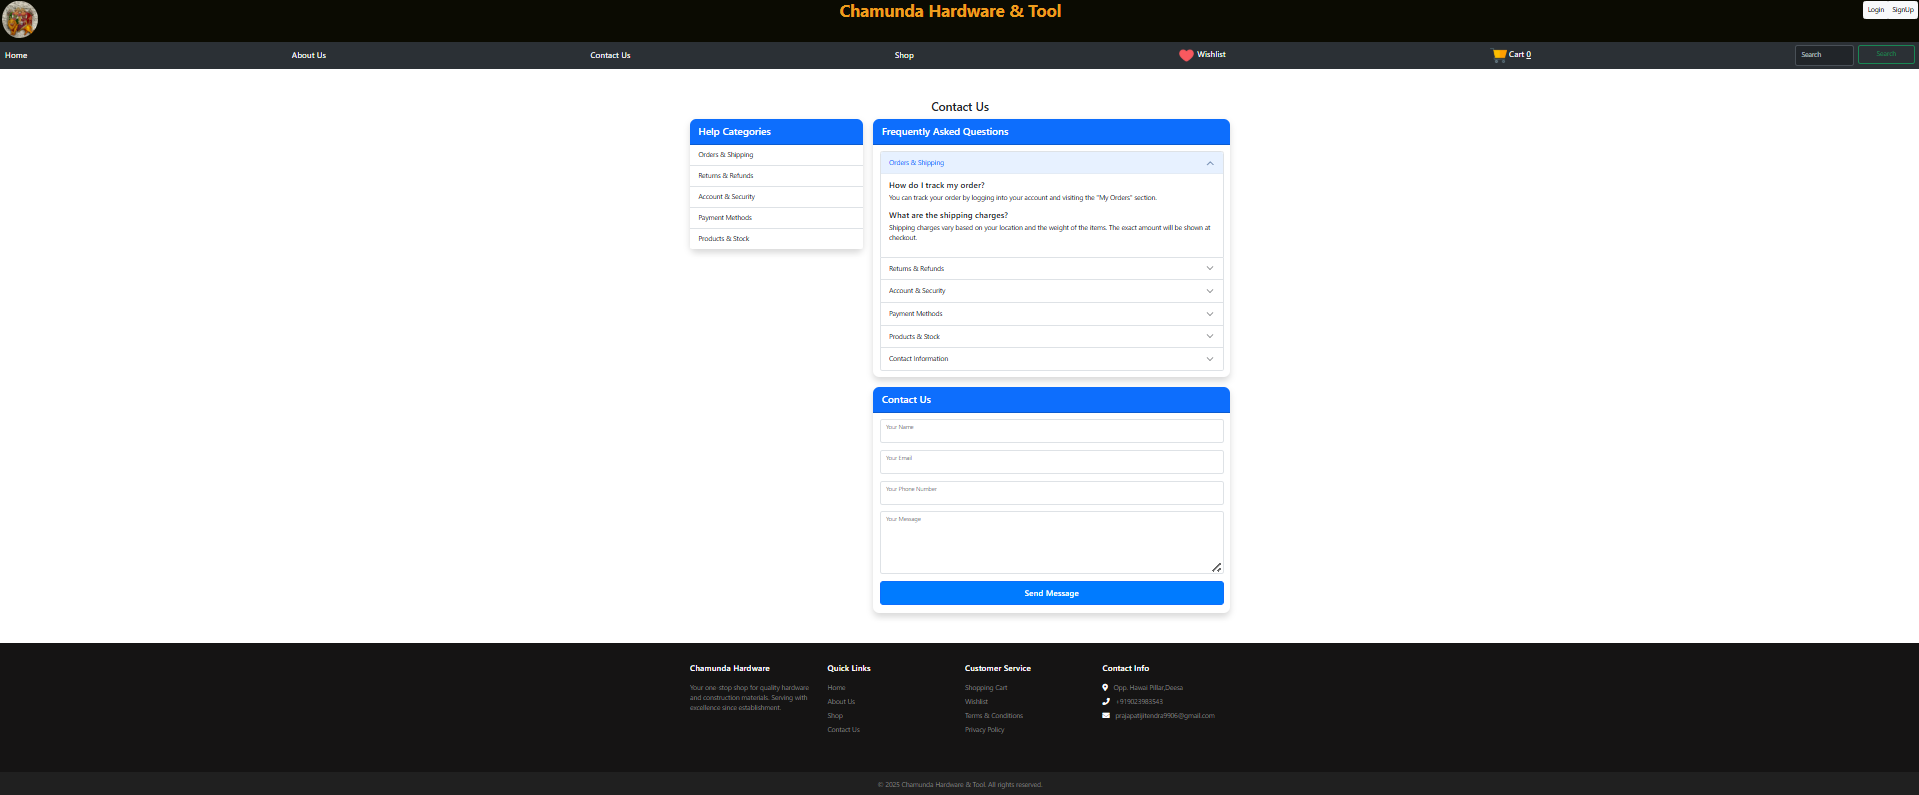 Chamunda Hardware & Tool
Login SignUp
Home About Us Contact Us Shop Wishlist Cart 0 Search Search
Contact Us
Help Categories
Orders & Shipping
Returns & Refunds
Account & Security
Payment Methods
Products & Stock
Frequently Asked Questions
Orders & Shipping
How do I track my order?
You can track your order by logging into your account and visiting the "My Orders" section.
What are the shipping charges?
Shipping charges vary based on your location and the weight of the items. The exact amount will be shown at
checkout.
Returns & Refunds
Account & Security
Payment Methods
Products & Stock
Contact Information
Contact Us
Your Name
Your Email
Your Phone Number
Your Message
Send Message
Chamunda Hardware
Your one-stop shop for quality hardware
and construction materials. Serving with
excellence since establishment.
Quick Links
Home
About Us
Shop
Contact Us
Customer Service
Shopping Cart
Wishlist
Terms & Conditions
Privacy Policy
Contact Info
Opp. Hawai Pillar,Deesa
+919023983543
prajapatijitendra9906@gmail.com
© 2025 Chamunda Hardware & Tool. All rights reserved.